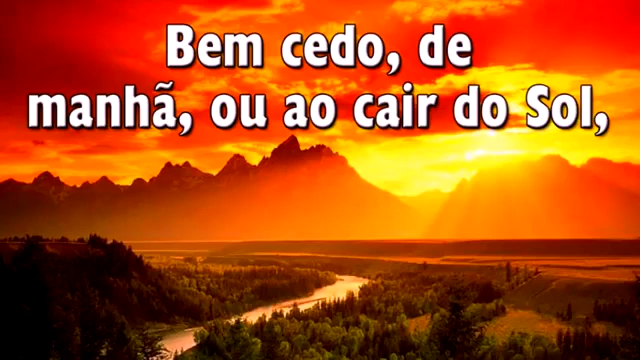 Bem cedo, de
manhã, ou ao cair do Sol,